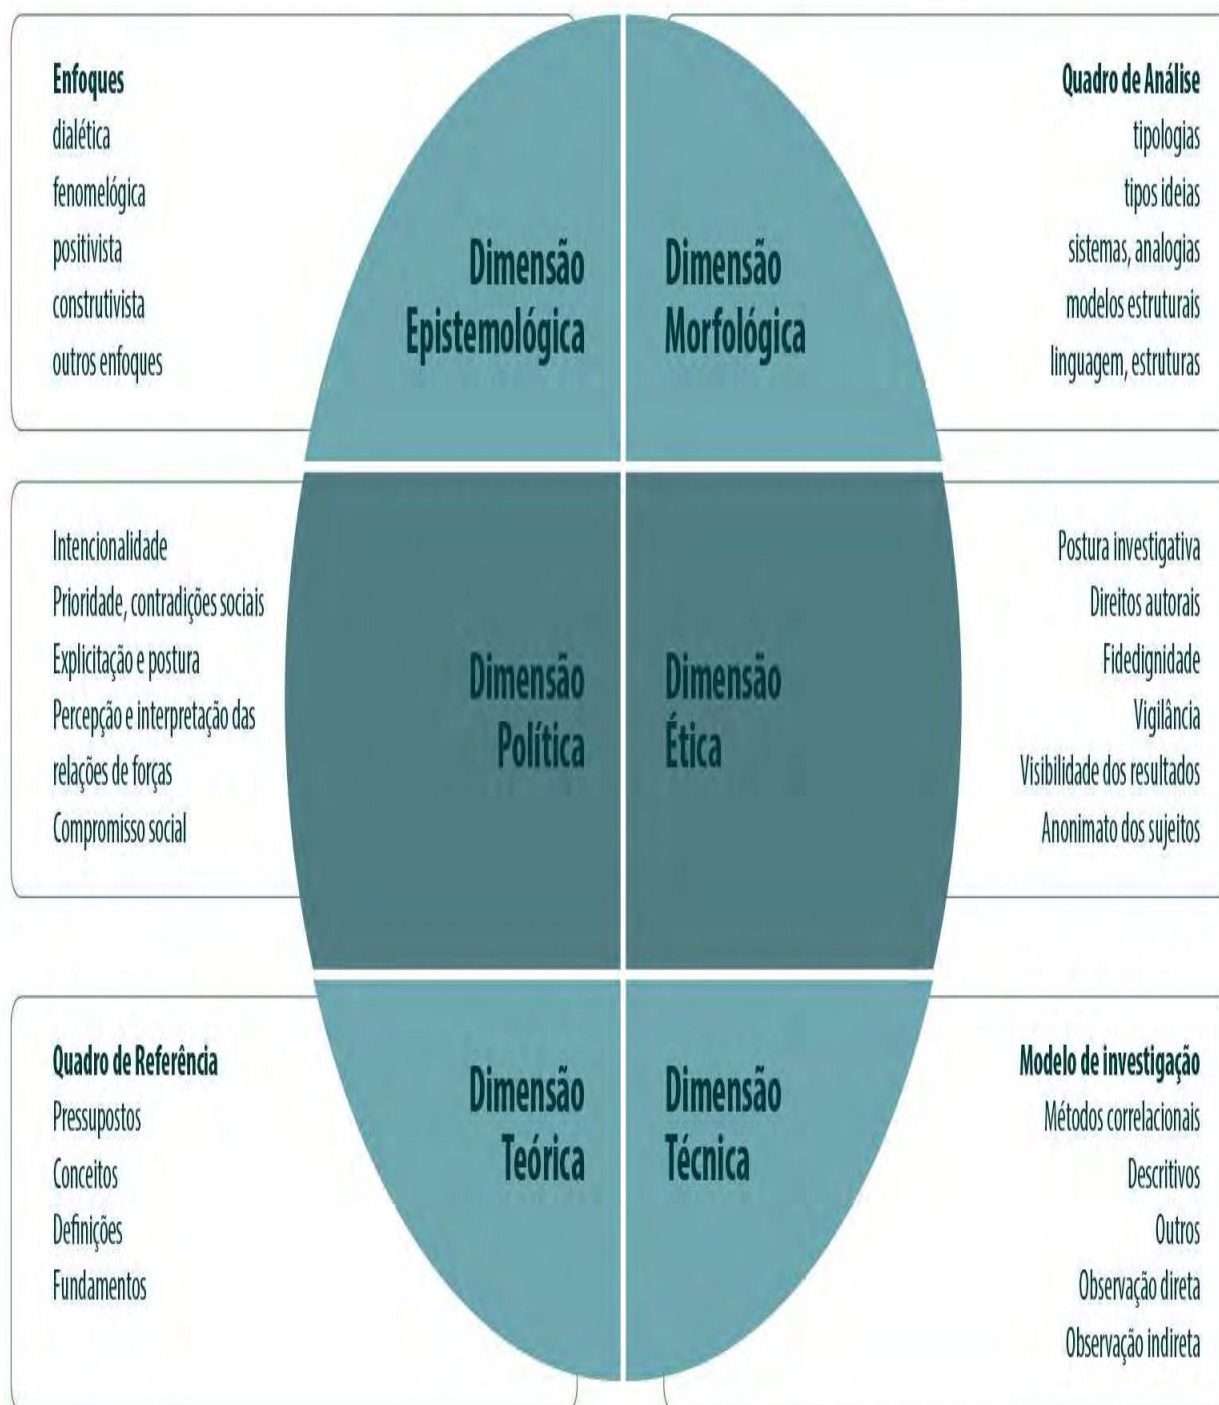 Enfoques
dialética
fenomelógica
positivista
construtivista
outros enfoques
Dimensão
Epistemológica
Dimensão
Morfológica
Quadro de Análise
tipologias
tipos ideias
sistemas, analogias
modelos estruturais
linguagem, estruturas
Intencionalidade
Prioridade, contradições sociais
Explicitação e postura
Percepção e interpretação das
relações de forças
Compromisso social
Dimensão
Política
Dimensão
Ética
Postura investigativa
Direitos autorais
Fidedignidade
Vigilância
Visibilidade dos resultados
Anonimato dos sujeitos
Quadro de Referência
Pressupostos
Conceitos
Definições
Fundamentos
Dimensão
Teórica
Dimensão
Técnica
Modelo de investigação
Métodos correlacionais
Descritivos
Outros
Observação direta
Observação indireta